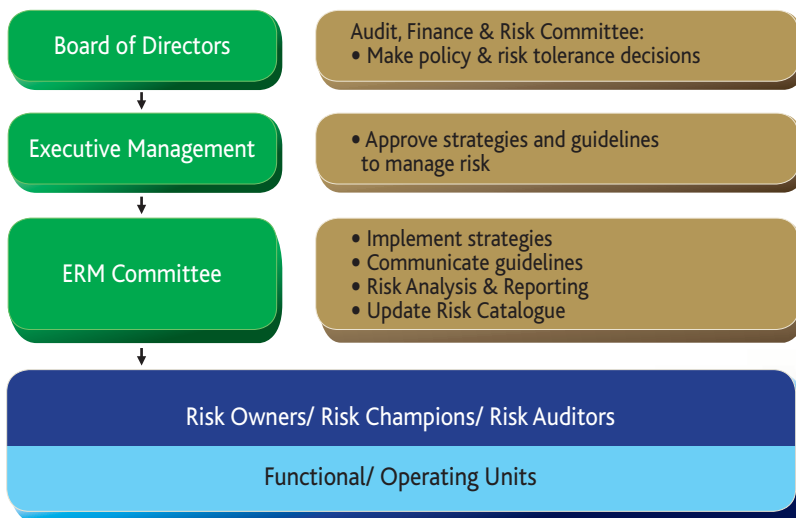 Board of Directors
Audit, Finance & Risk Committee:
• Make policy & risk tolerance decisions
Executive Management
• Approve strategies and guidelines
to manage risk
ERM Committee
• Implement strategies
• Communicate guidelines
• Risk Analysis & Reporting
• Update Risk Catalogue
Risk Owners/ Risk Champions/ Risk Auditors
Functional/ Operating Units